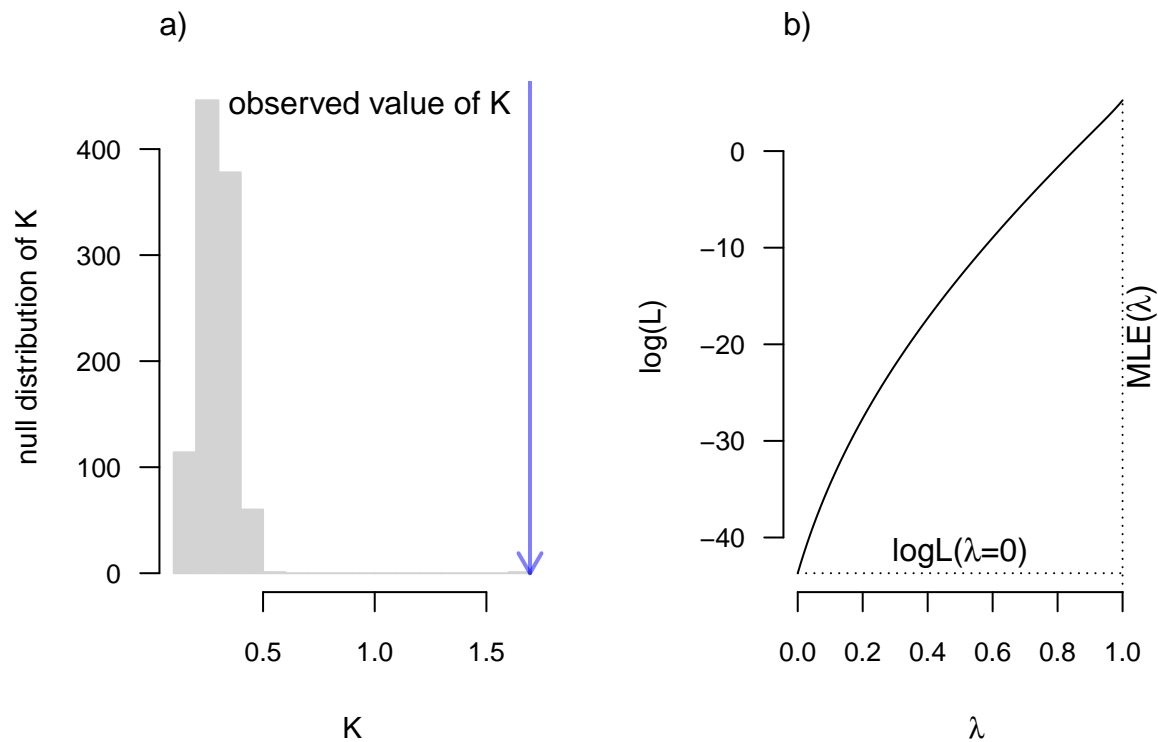 a)
null distribution of K
400
300
200
100
0
observed value of K
0.5 1.0 1.5
K
b)
log(L)
0
−10
−20
−30
−40
MLE(λ)
logL(λ=0)
0.0 0.2 0.4 0.6 0.8 1.0
λ